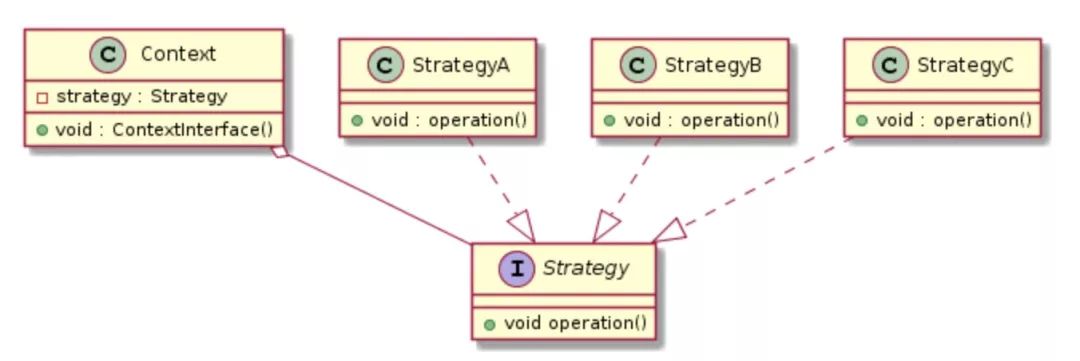 C Context
strategy : Strategy
void : ContextInterface()
C StrategyA
void : operation()
C StrategyB
void : operation()
C StrategyC
void : operation()
I Strategy
void operation()